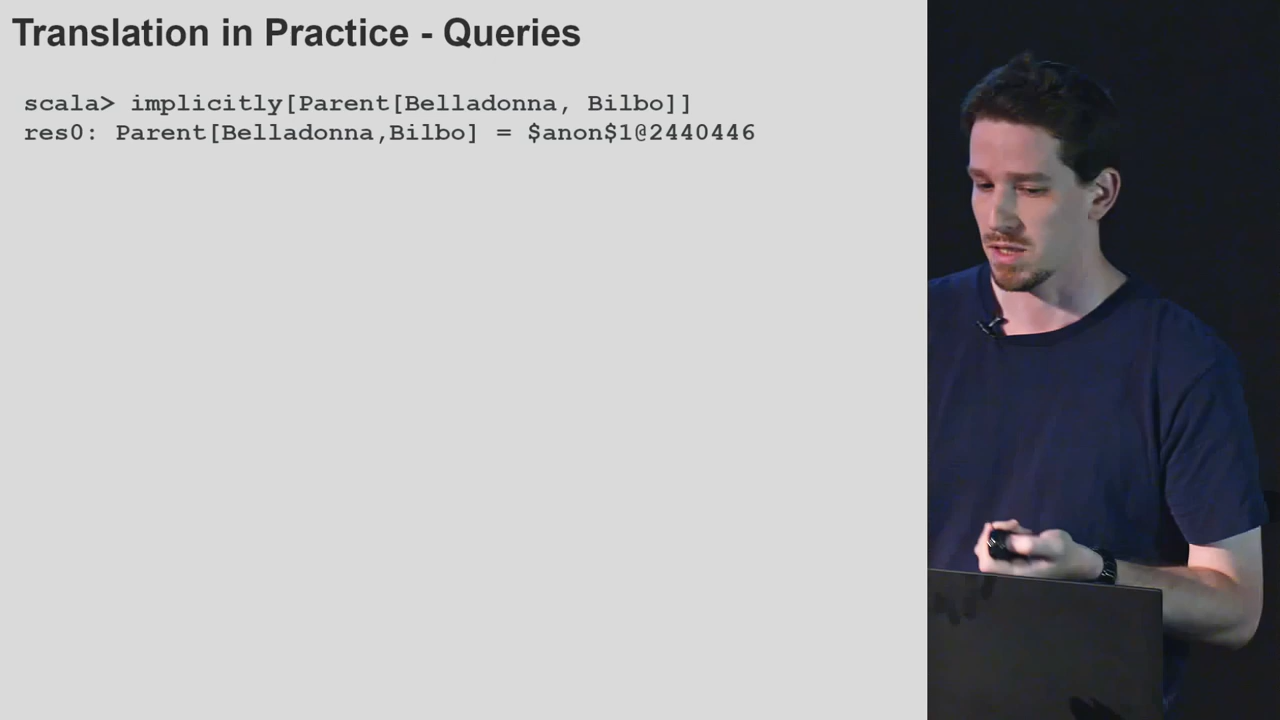 Translation in Practice - Queries
scala> implicitly[Parent[Belladonna, Bilbo]]
res0: Parent[Belladonna,Bilbo] = $anon$1@2440446